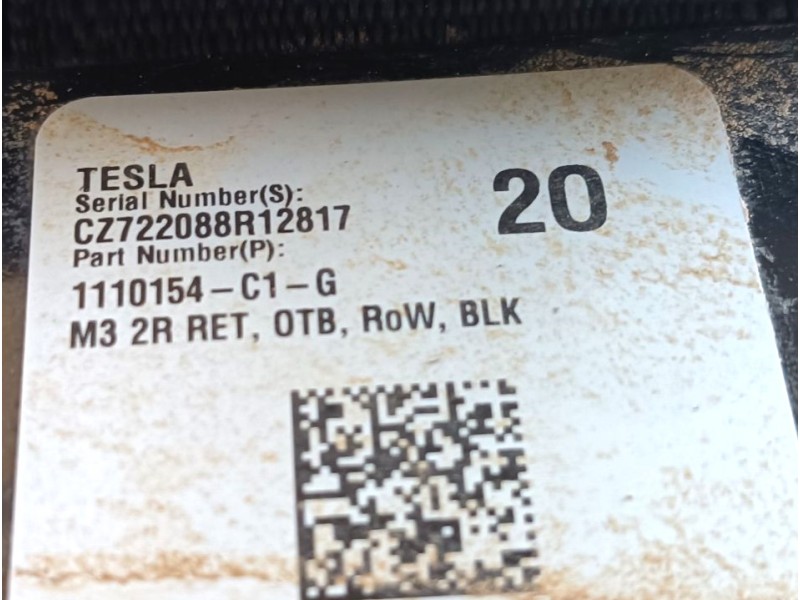 TESLA
Serial Number(S):
CZ722088R12817
Part Number(P):
1110154-C1-G
M3 2R RET, OTB, RoW, BLK
20